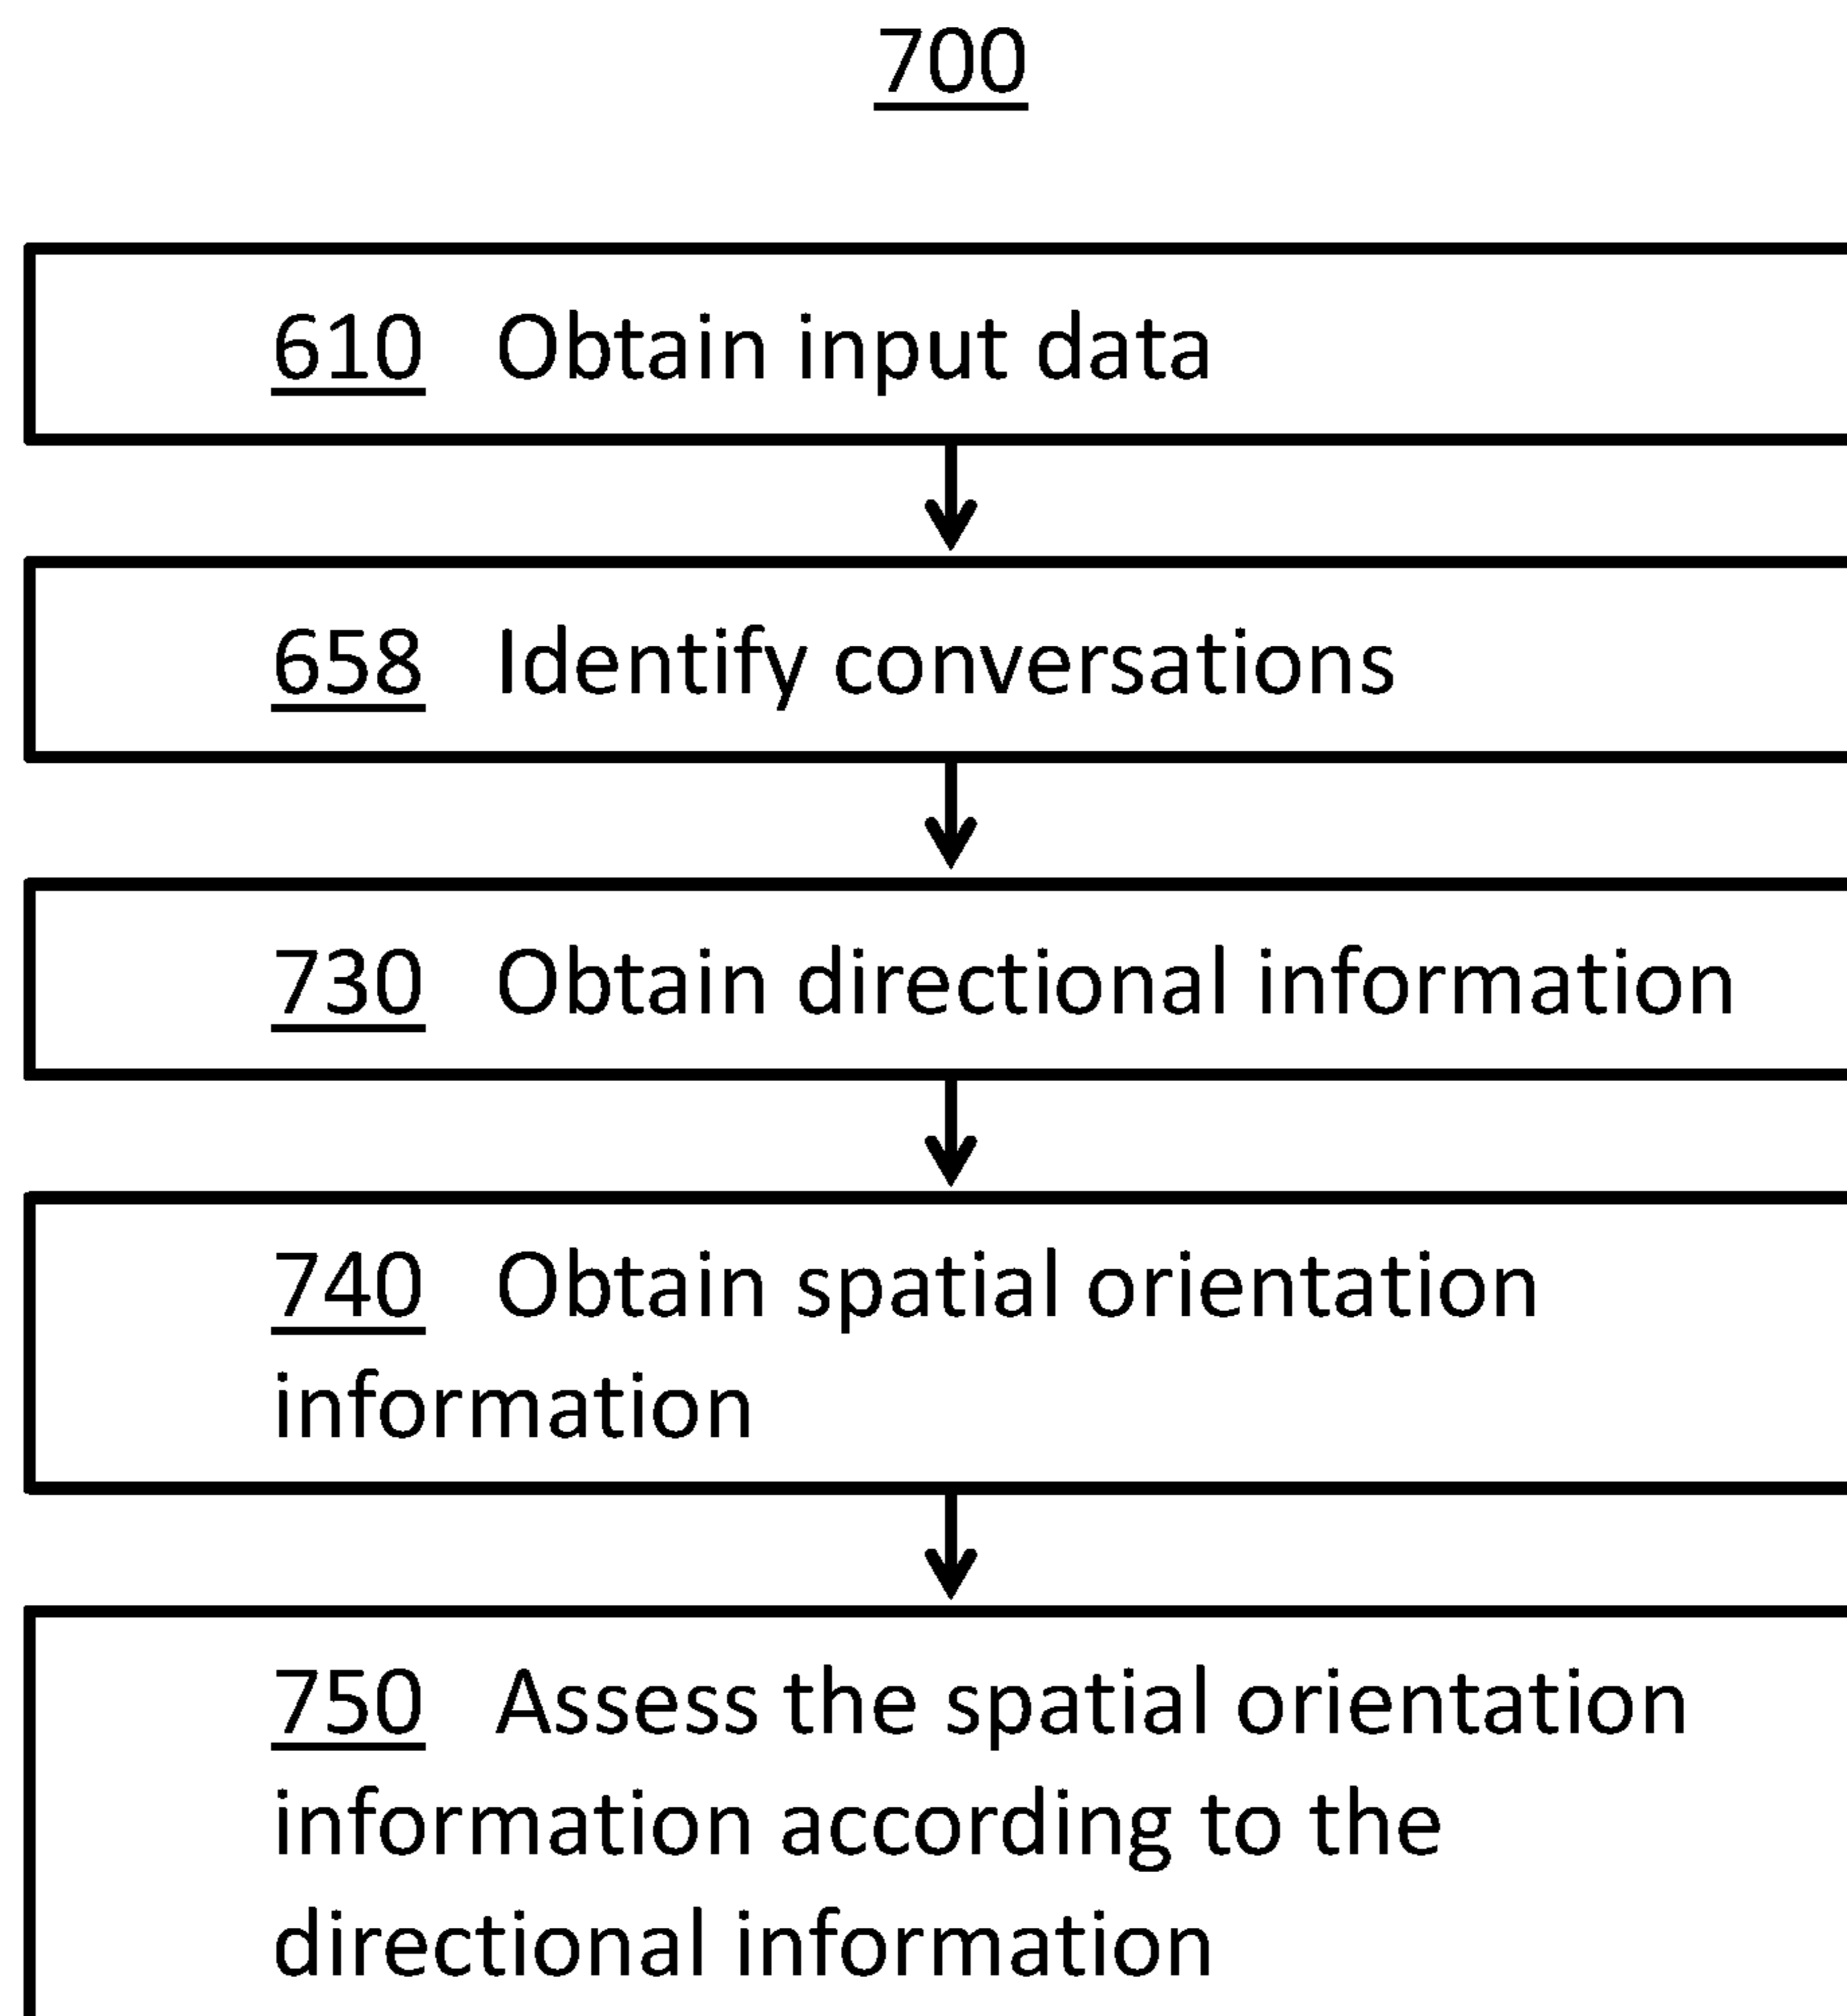 700
610 Obtain input data
658 Identify conversations
730 Obtain directional information
740 Obtain spatial orientation
information
750 Assess the spatial orientation
information according to the
directional information